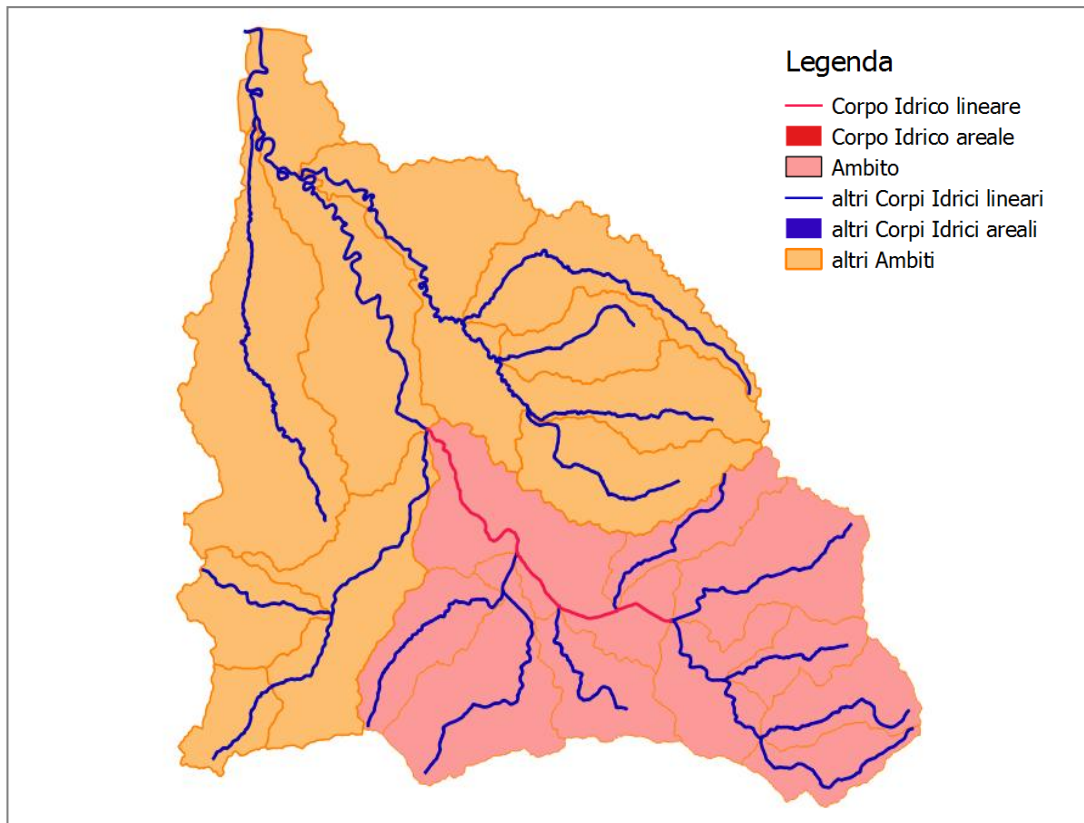 Legenda
Corpo Idrico lineare
Corpo Idrico areale
Ambito
altri Corpi Idrici lineari
altri Corpi Idrici areali
altri Ambiti